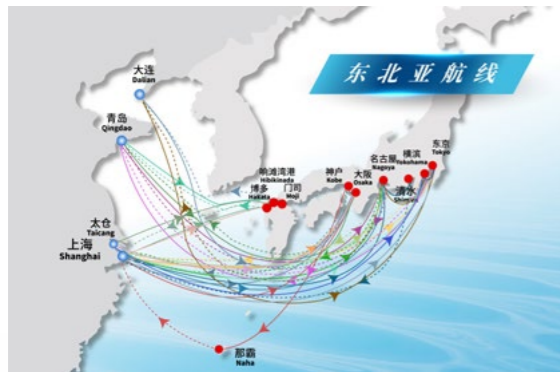 东北亚航线
大连
Dalian
青岛
Qingdao
响滩湾港
Hibikinada
博多
Hakata
门司
Moji
神户
Kobe
大阪
Osaka
名古屋
Nagoya
横滨
Yokohama
东京
Tokyo
清水
Shimizu
太仓
Taicang
上海
Shanghai
那霸
Naha